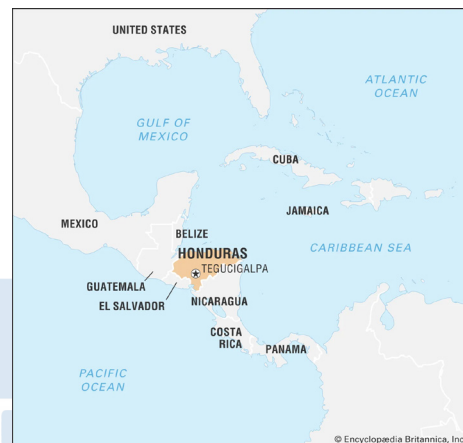 UNITED STATES
ATLANTIC
OCEAN
GULF OF
MEXICO
CUBA
JAMAICA
MEXICO
BELIZE
CARIBBEAN SEA
HONDURAS
TEGUCIGALPA
GUATEMALA
EL SALVADOR
NICARAGUA
COSTA
RICA
PANAMA
PACIFIC
OCEAN
© Encyclopædia Britannica, Inc